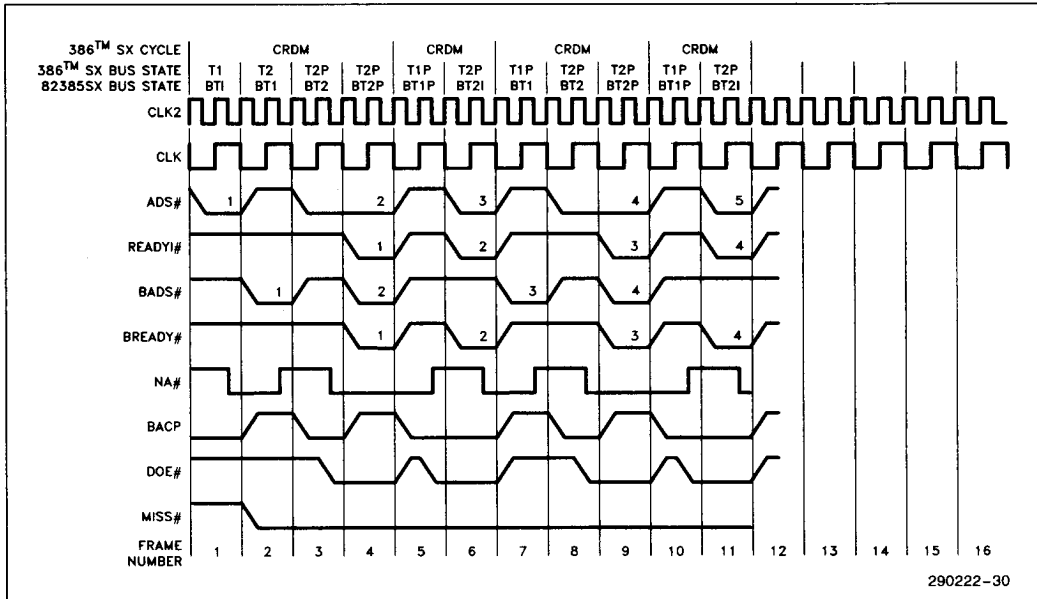 386™ SX CYCLE CRDM CRDM CRDM CRDM
386™ SX BUS STATE T1 T2 T2P T2P T1P T2P T1P T2P T2P T1P T2P
82385SX BUS STATE BTI BT1 BT2 BT2P BT1P BT2I BT1 BT2 BT2P BT1P BT2I
CLK2
CLK
ADS# 1 2 3 4 5
READYI# 1 2 3 4
BADS# 1 2 3 4
BREADY# 1 2 3 4
NA#
BACP
DOE#
MISS#
FRAME
NUMBER 1 2 3 4 5 6 7 8 9 10 11 12 13 14 15 16
290222-30